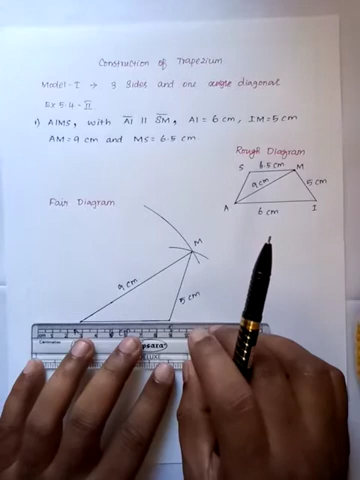 Construction of Trapezium
Model-I → 3 Sides and one diagonal
Ex 5.4 - II
1) AIMS, with AI || SM, AI = 6 cm, IM = 5 cm
AM = 9 cm and MS = 6.5 cm
Rough Diagram
S 6.5 cm M
9 cm
5 cm
A I
6 cm
Fair Diagram
M
9 cm
5 cm
apsara